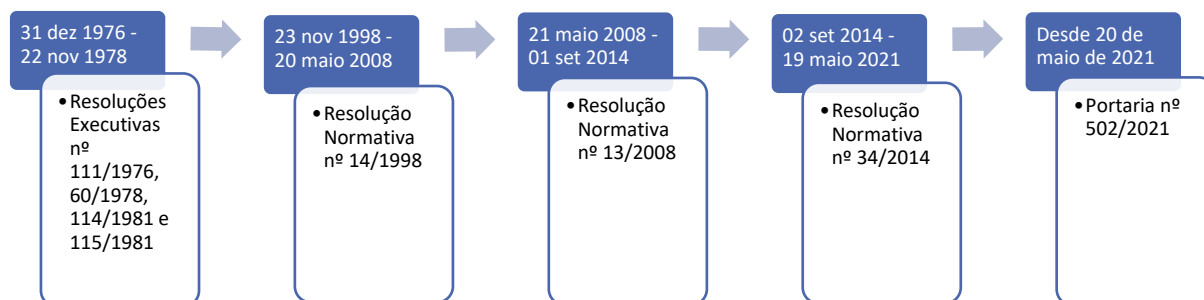 31 dez 1976 -
22 nov 1978
•Resoluções
Executivas
nº
111/1976,
60/1978,
114/1981 e
115/1981
23 nov 1998 -
20 maio 2008
•Resolução
Normativa
nº 14/1998
21 maio 2008 -
01 set 2014
•Resolução
Normativa
nº 13/2008
02 set 2014 -
19 maio 2021
•Resolução
Normativa
nº 34/2014
Desde 20 de
maio de 2021
•Portaria nº
502/2021